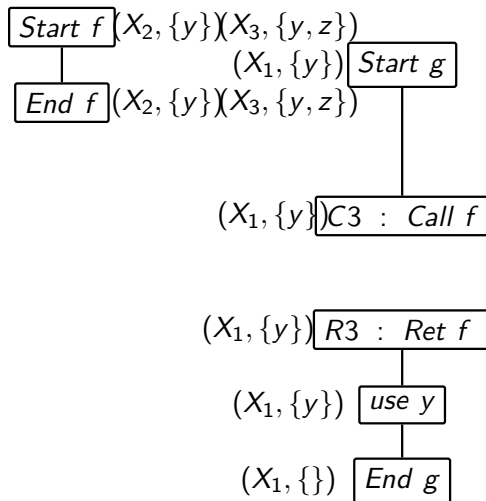 Start f (X₂, {y})(X₃, {y, z})
(X₁, {y}) Start g
End f (X₂, {y})(X₃, {y, z})
(X₁, {y}) C3 : Call f
(X₁, {y}) R3 : Ret f
(X₁, {y}) use y
(X₁, {}) End g